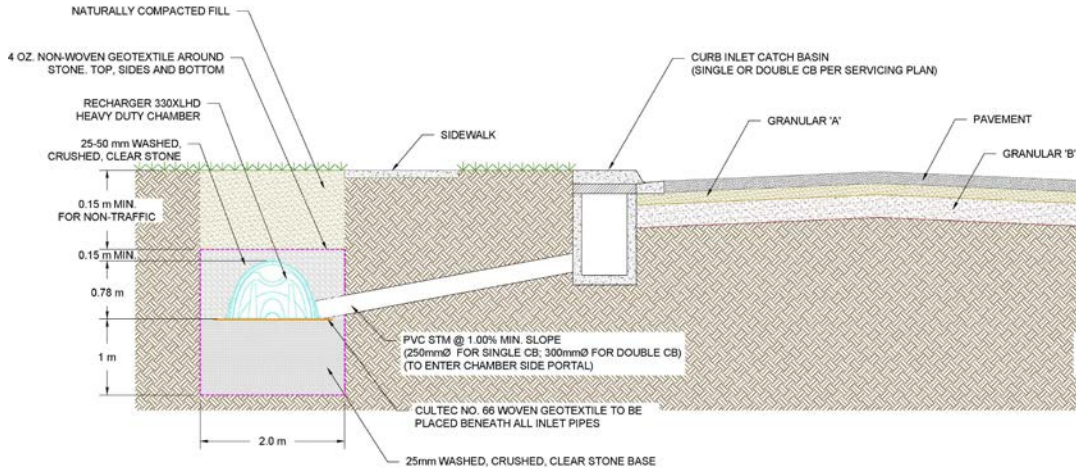 NATURALLY COMPACTED FILL
4 OZ. NON-WOVEN GEOTEXTILE AROUND
STONE. TOP, SIDES AND BOTTOM
RECHARGER 330XLHD
HEAVY DUTY CHAMBER
25-50 mm WASHED,
CRUSHED, CLEAR STONE
0.15 m MIN.
FOR NON-TRAFFIC
0.15 m MIN.
0.78 m
1 m
2.0 m
SIDEWALK
CURB INLET CATCH BASIN
(SINGLE OR DOUBLE CB PER SERVICING PLAN)
GRANULAR 'A'
PAVEMENT
GRANULAR 'B'
PVC STM @ 1.00% MIN. SLOPE
(250mmØ FOR SINGLE CB; 300mmØ FOR DOUBLE CB)
(TO ENTER CHAMBER SIDE PORTAL)
CULTEC NO. 66 WOVEN GEOTEXTILE TO BE
PLACED BENEATH ALL INLET PIPES
25mm WASHED, CRUSHED, CLEAR STONE BASE